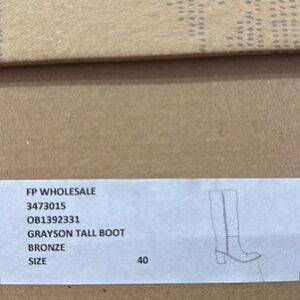 FP WHOLESALE
3473015
OB1392331
GRAYSON TALL BOOT
BRONZE
SIZE 40